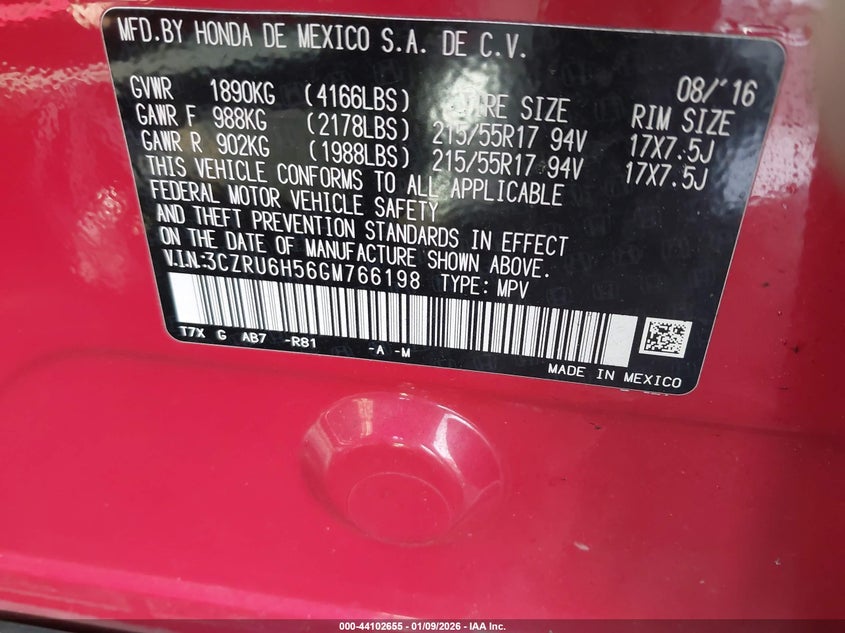 MFD.BY HONDA DE MEXICO S.A. DE C.V.
08/'16
GVWR 1890KG (4166LBS) TIRE SIZE RIM SIZE
GAWR F 988KG (2178LBS) 215/55R17 94V 17X7.5J
GAWR R 902KG (1988LBS) 215/55R17 94V 17X7.5J
THIS VEHICLE CONFORMS TO ALL APPLICABLE
FEDERAL MOTOR VEHICLE SAFETY
AND THEFT PREVENTION STANDARDS IN EFFECT
ON THE DATE OF MANUFACTURE SHOWN ABOVE.
V.I.N:3CZRU6H56GM766198 TYPE: MPV
T7X G AB7 -R81 -A -M
MADE IN MEXICO
000-44102655 - 01/09/2026 - IAA Inc.